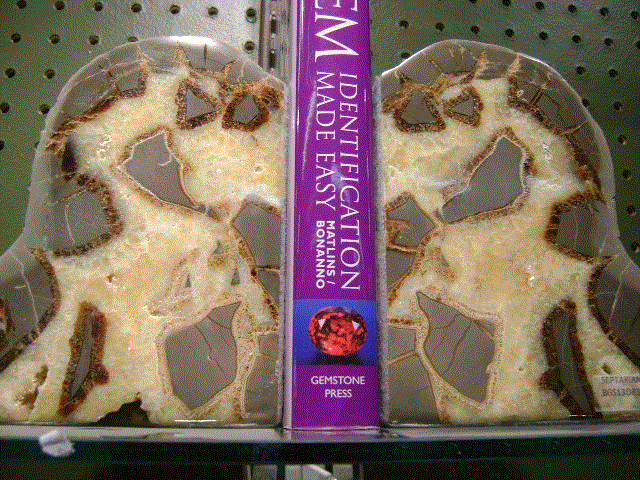 EM
IDENTIFICATION
MADE EASY
MATLINS/
BONANNO
GEMSTONE
PRESS